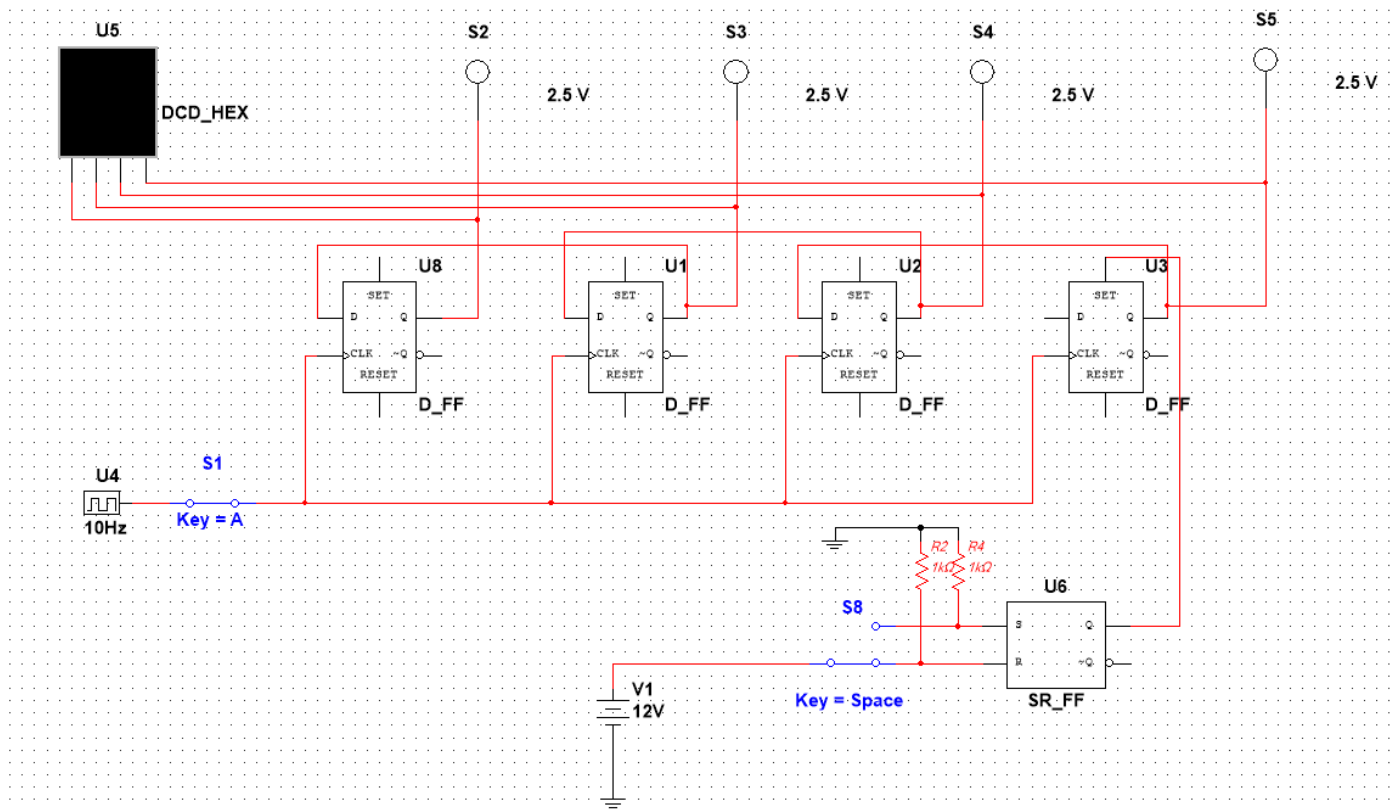 U5
S2
S3
S4
S5
2.5 V
2.5 V
2.5 V
2.5 V
DCD_HEX
U8
U1
U2
U3
SET
SET
SET
SET
D Q
D Q
D Q
D Q
CLK ~Q
CLK ~Q
CLK ~Q
CLK ~Q
RESET
RESET
RESET
RESET
D_FF
D_FF
D_FF
D_FF
U4
S1
10Hz
Key = A
R2
R4
1kΩ
1kΩ
U6
S8
S Q
R ~Q
V1
12V
Key = Space
SR_FF